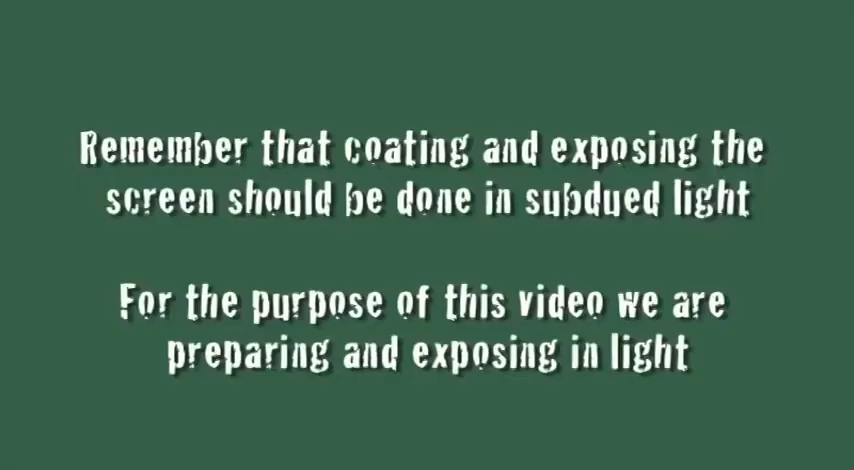 Remember that coating and exposing the
screen should be done in subdued light
For the purpose of this video we are
preparing and exposing in light